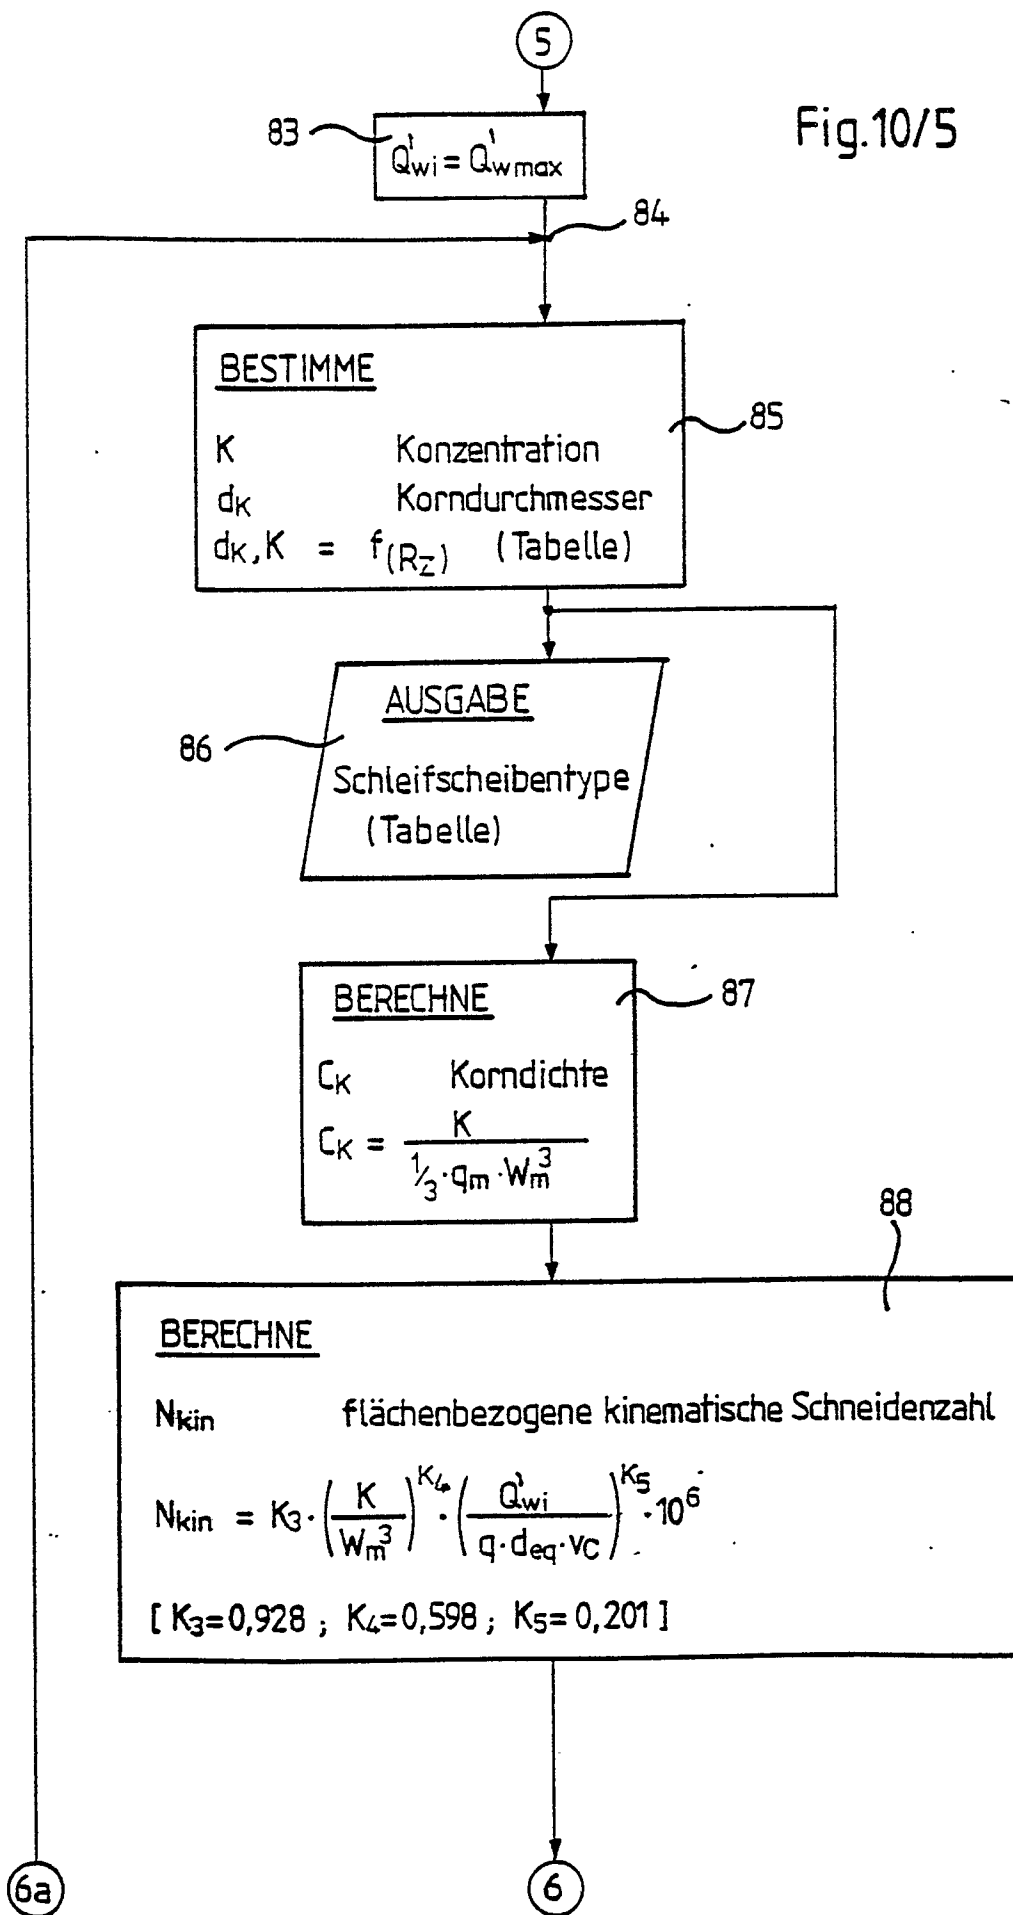 5
Fig.10/5
83
Q'wi = Q'wmax
84
BESTIMME
85
K Konzentration
dK Korndurchmesser
dK, K = f(Rz) (Tabelle)
AUSGABE
86
Schleifscheibentype
(Tabelle)
BERECHNE
87
CK Korndichte
CK = K / (1/3 · qm · Wm³)
88
BERECHNE
Nkin flächenbezogene kinematische Schneidenzahl
Nkin = K3 · (K / Wm³)^K4 · (Q'wi / (q · deq · vc))^K5 · 10⁶
[ K3=0,928 ; K4=0,598 ; K5=0,201 ]
6a
6